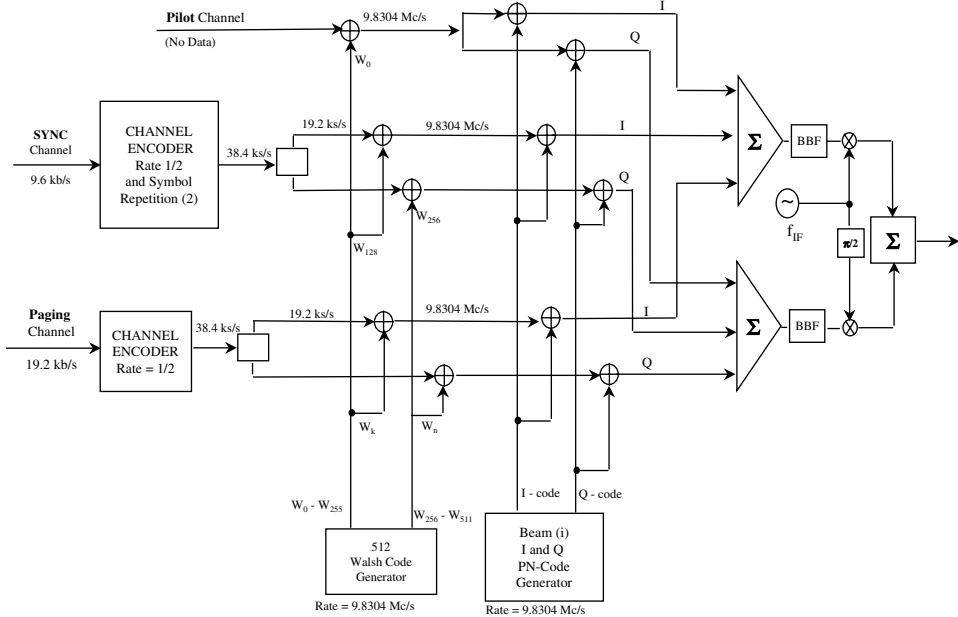 Pilot Channel
(No Data)
9.8304 Mc/s
I
Q
W0
SYNC
Channel
9.6 kb/s
CHANNEL
ENCODER
Rate 1/2
and Symbol
Repetition (2)
38.4 ks/s
19.2 ks/s
9.8304 Mc/s
I
Q
W256
W128
Σ
BBF
~
fIF
π/2
Σ
Paging
Channel
19.2 kb/s
CHANNEL
ENCODER
Rate = 1/2
38.4 ks/s
19.2 ks/s
9.8304 Mc/s
I
Q
Σ
BBF
Wk
Wn
W0 - W255
W256 - W511
I - code
Q - code
512
Walsh Code
Generator
Rate = 9.8304 Mc/s
Beam (i)
I and Q
PN-Code
Generator
Rate = 9.8304 Mc/s